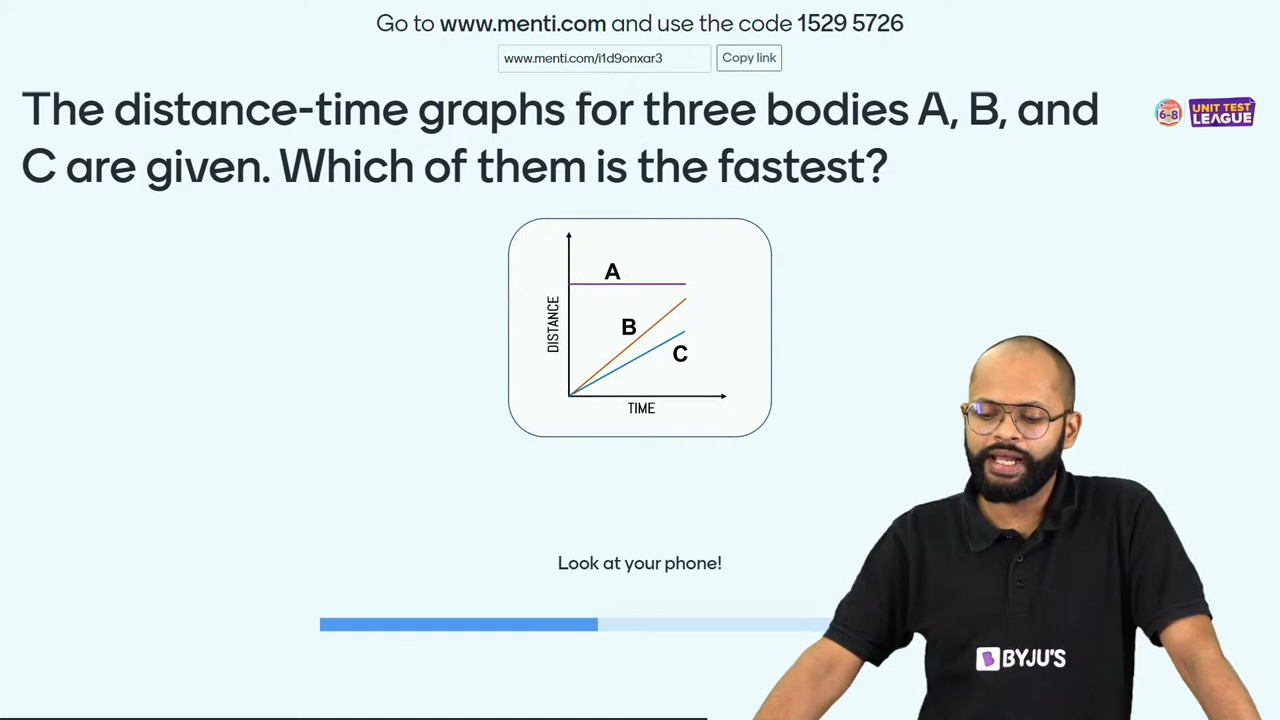 Go to www.menti.com and use the code 1529 5726
www.menti.com/i1d9onxar3
Copy link
The distance-time graphs for three bodies A, B, and
C are given. Which of them is the fastest?
6-8
UNIT TEST
LEAGUE
A
B
C
DISTANCE
TIME
Look at your phone!
B BYJU'S